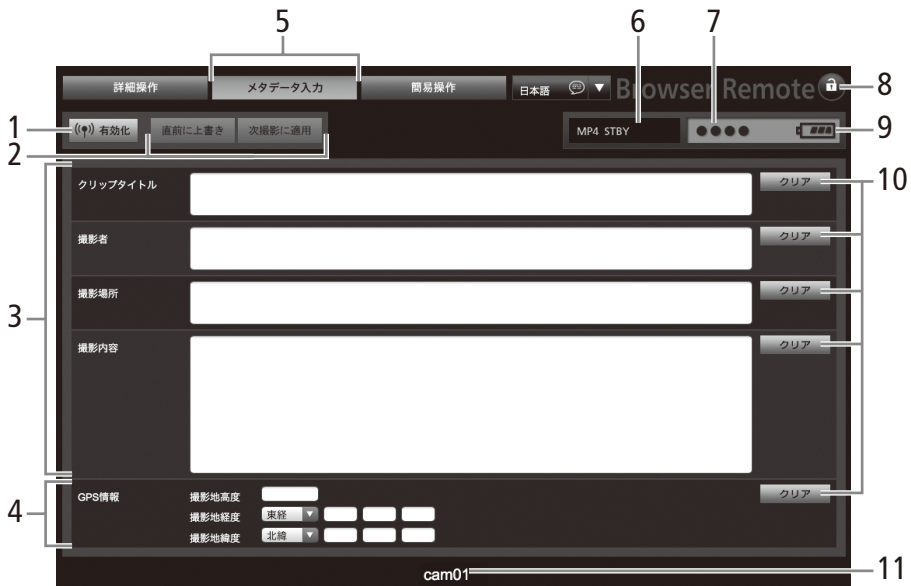 5 6 7
詳細操作 メタデータ入力 簡易操作 日本語 Browser Remote 8
1 有効化 直前に上書き 次撮影に適用 MP4 STBY 9
2
クリップタイトル クリア 10
撮影者 クリア
撮影場所 クリア
3
撮影内容 クリア
GPS情報 撮影地高度 クリア
4 撮影地経度 東経
撮影地緯度 北緯
cam01 11